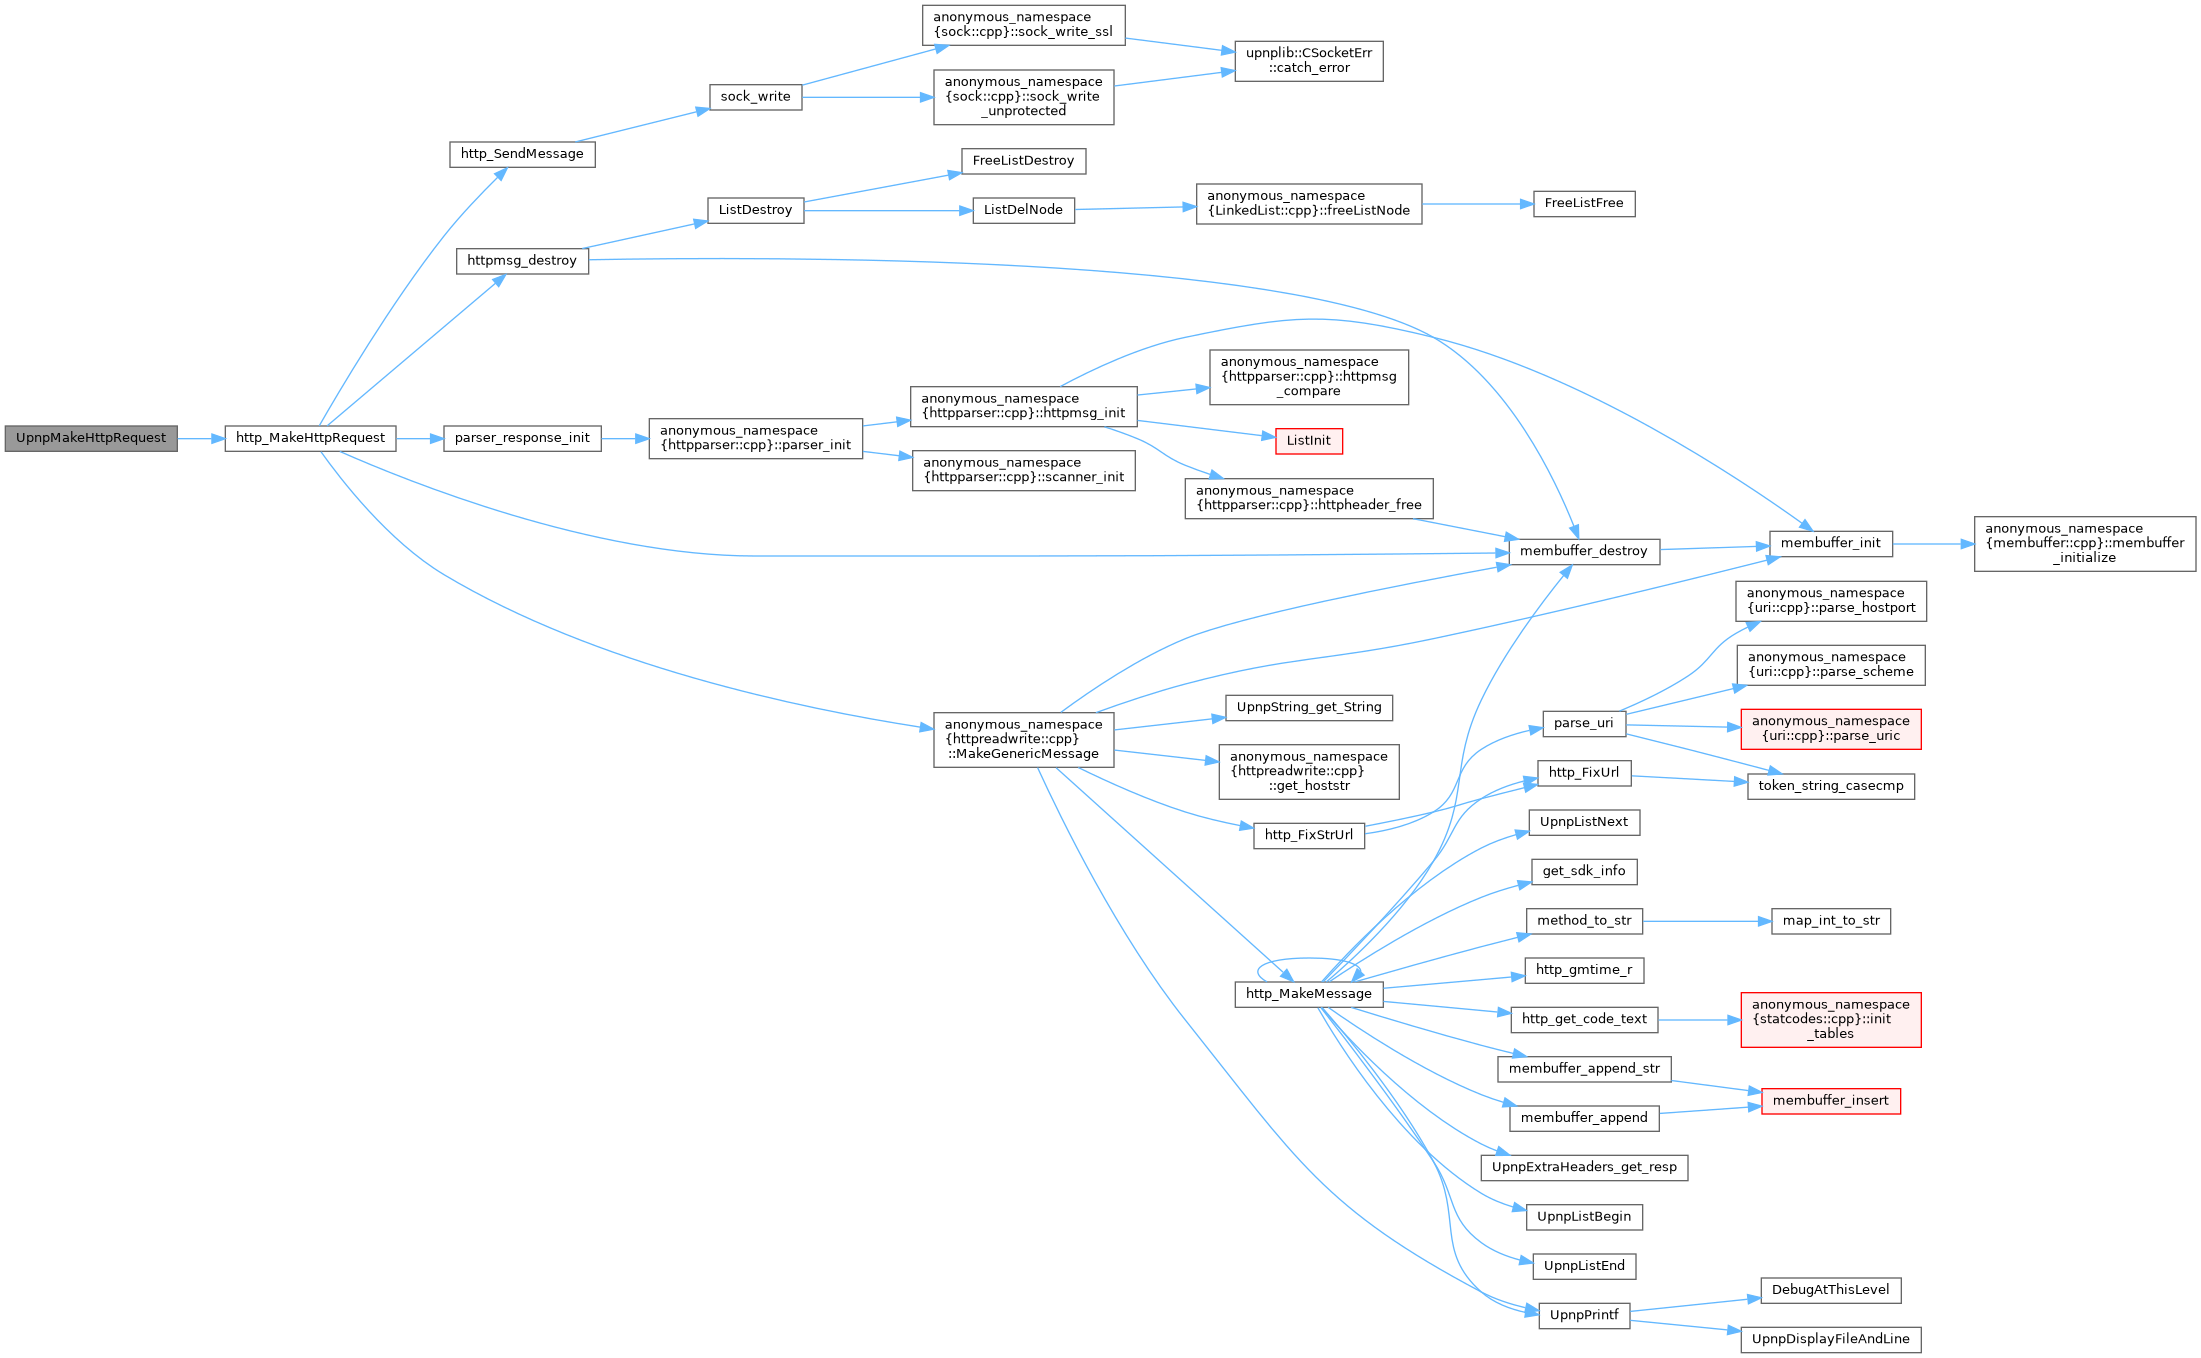 UpnpMakeHttpRequest
http_MakeHttpRequest
http_SendMessage
httpmsg_destroy
parser_response_init
sock_write
ListDestroy
anonymous_namespace
{httpparser::cpp}::parser_init
anonymous_namespace
{sock::cpp}::sock_write_ssl
anonymous_namespace
{sock::cpp}::sock_write
_unprotected
upnplib::CSocketErr
::catch_error
FreeListDestroy
ListDelNode
anonymous_namespace
{LinkedList::cpp}::freeListNode
FreeListFree
anonymous_namespace
{httpparser::cpp}::httpmsg_init
anonymous_namespace
{httpparser::cpp}::scanner_init
anonymous_namespace
{httpparser::cpp}::httpmsg
_compare
ListInit
anonymous_namespace
{httpparser::cpp}::httpheader_free
membuffer_destroy
membuffer_init
anonymous_namespace
{membuffer::cpp}::membuffer
_initialize
anonymous_namespace
{httpreadwrite::cpp}
::MakeGenericMessage
UpnpString_get_String
anonymous_namespace
{httpreadwrite::cpp}
::get_hoststr
http_FixStrUrl
http_MakeMessage
parse_uri
anonymous_namespace
{uri::cpp}::parse_hostport
anonymous_namespace
{uri::cpp}::parse_scheme
anonymous_namespace
{uri::cpp}::parse_uric
http_FixUrl
token_string_casecmp
UpnpListNext
get_sdk_info
method_to_str
map_int_to_str
http_gmtime_r
http_get_code_text
anonymous_namespace
{statcodes::cpp}::init
_tables
membuffer_append_str
membuffer_append
membuffer_insert
UpnpExtraHeaders_get_resp
UpnpListBegin
UpnpListEnd
UpnpPrintf
DebugAtThisLevel
UpnpDisplayFileAndLine